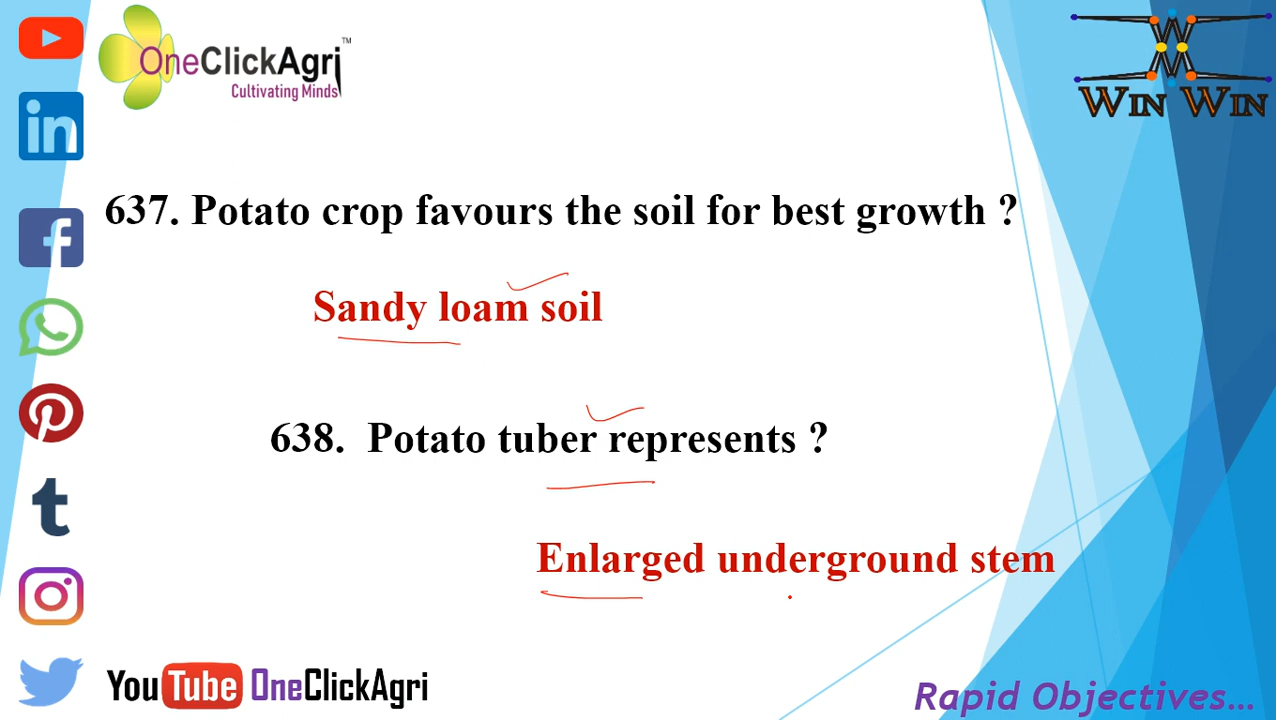 OneClickAgri™
Cultivating Minds
WIN WIN
637. Potato crop favours the soil for best growth ?
Sandy loam soil
638. Potato tuber represents ?
Enlarged underground stem
YouTube OneClickAgri
Rapid Objectives...